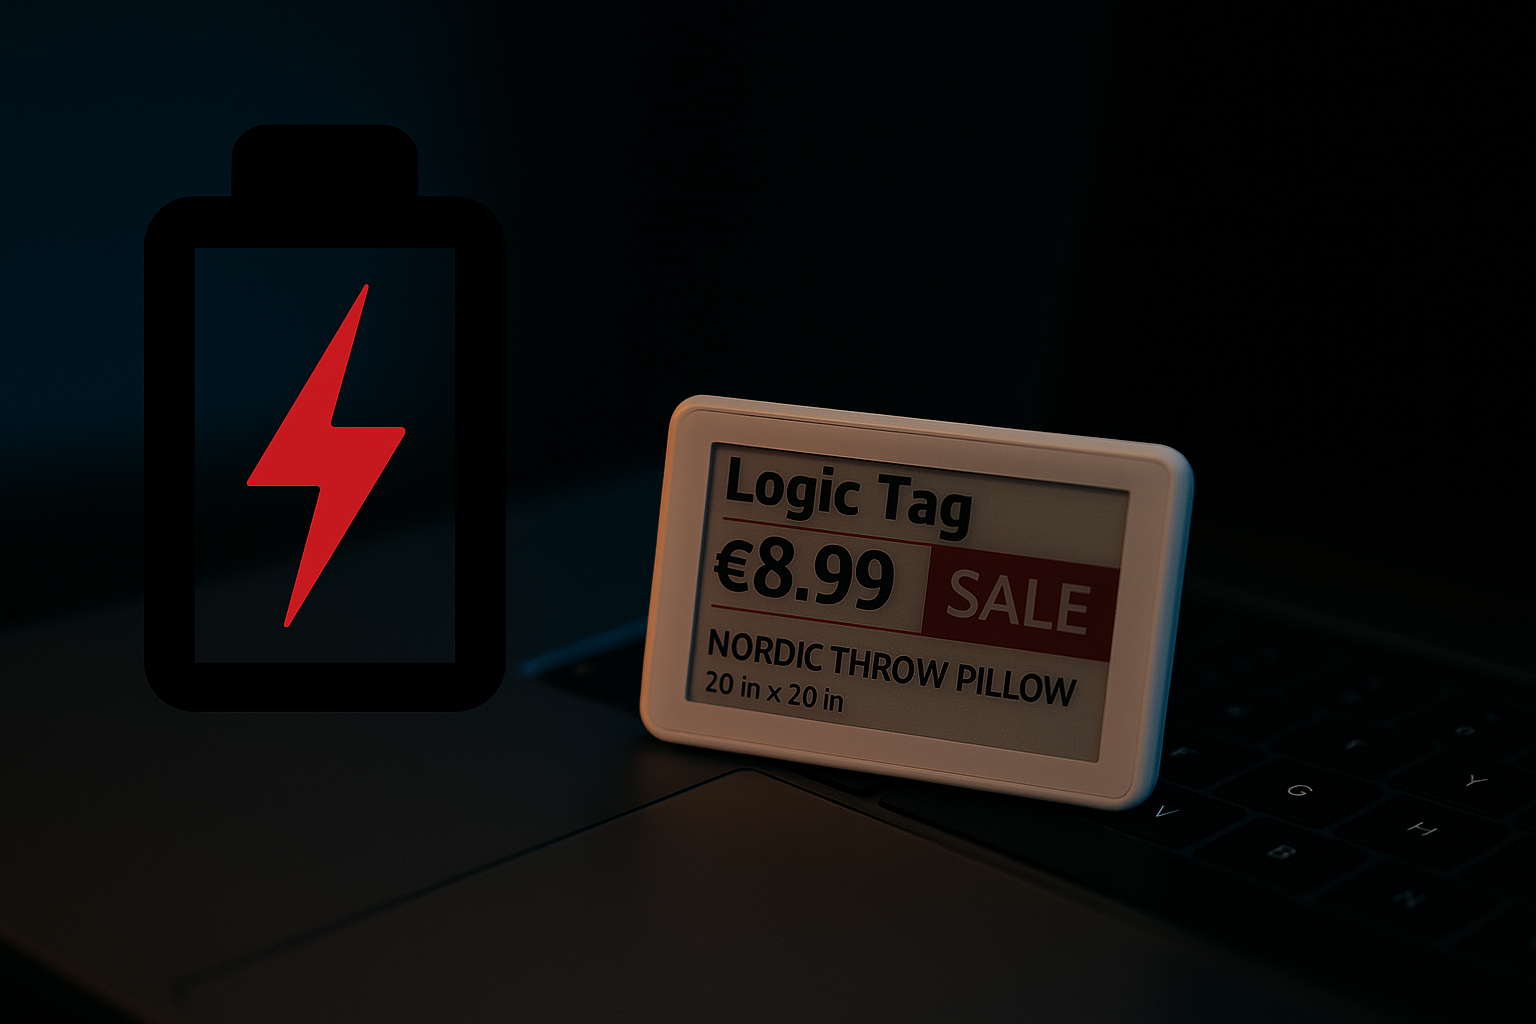 Logic Tag
€8.99
SALE
NORDIC THROW PILLOW
20 in x 20 in
G
Y
H
V
B
N